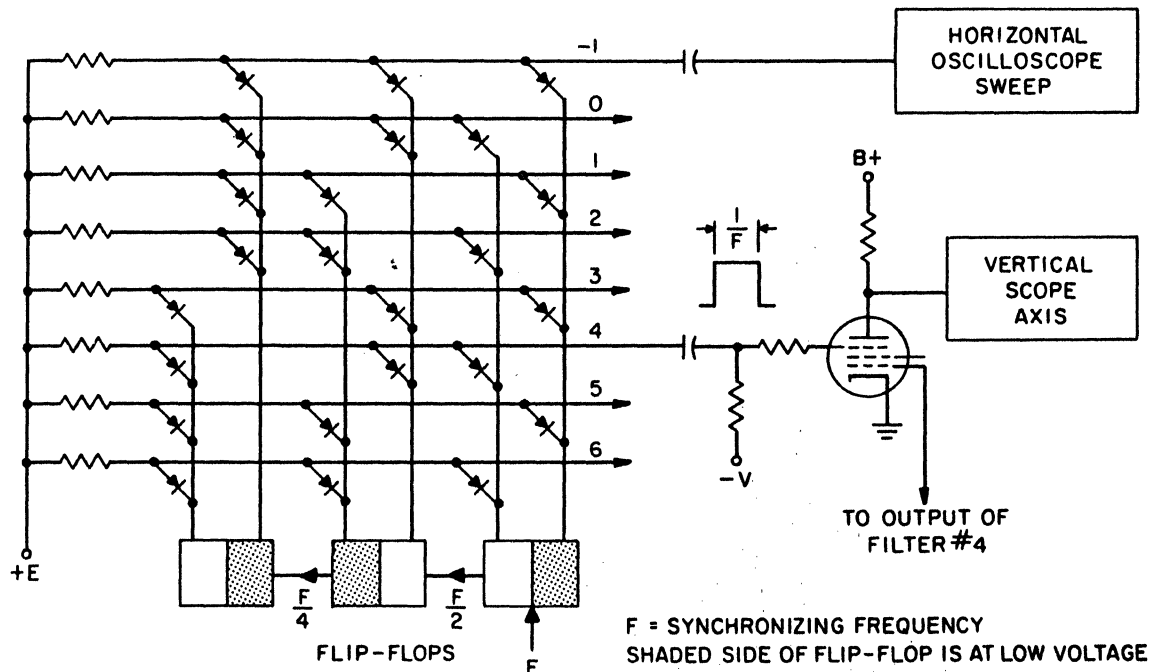 HORIZONTAL
OSCILLOSCOPE
SWEEP
-1
0
1
2
3
4
5
6
+E
1/F
B+
-V
VERTICAL
SCOPE
AXIS
TO OUTPUT OF
FILTER #4
F/4
F/2
F
FLIP-FLOPS
F = SYNCHRONIZING FREQUENCY
SHADED SIDE OF FLIP-FLOP IS AT LOW VOLTAGE